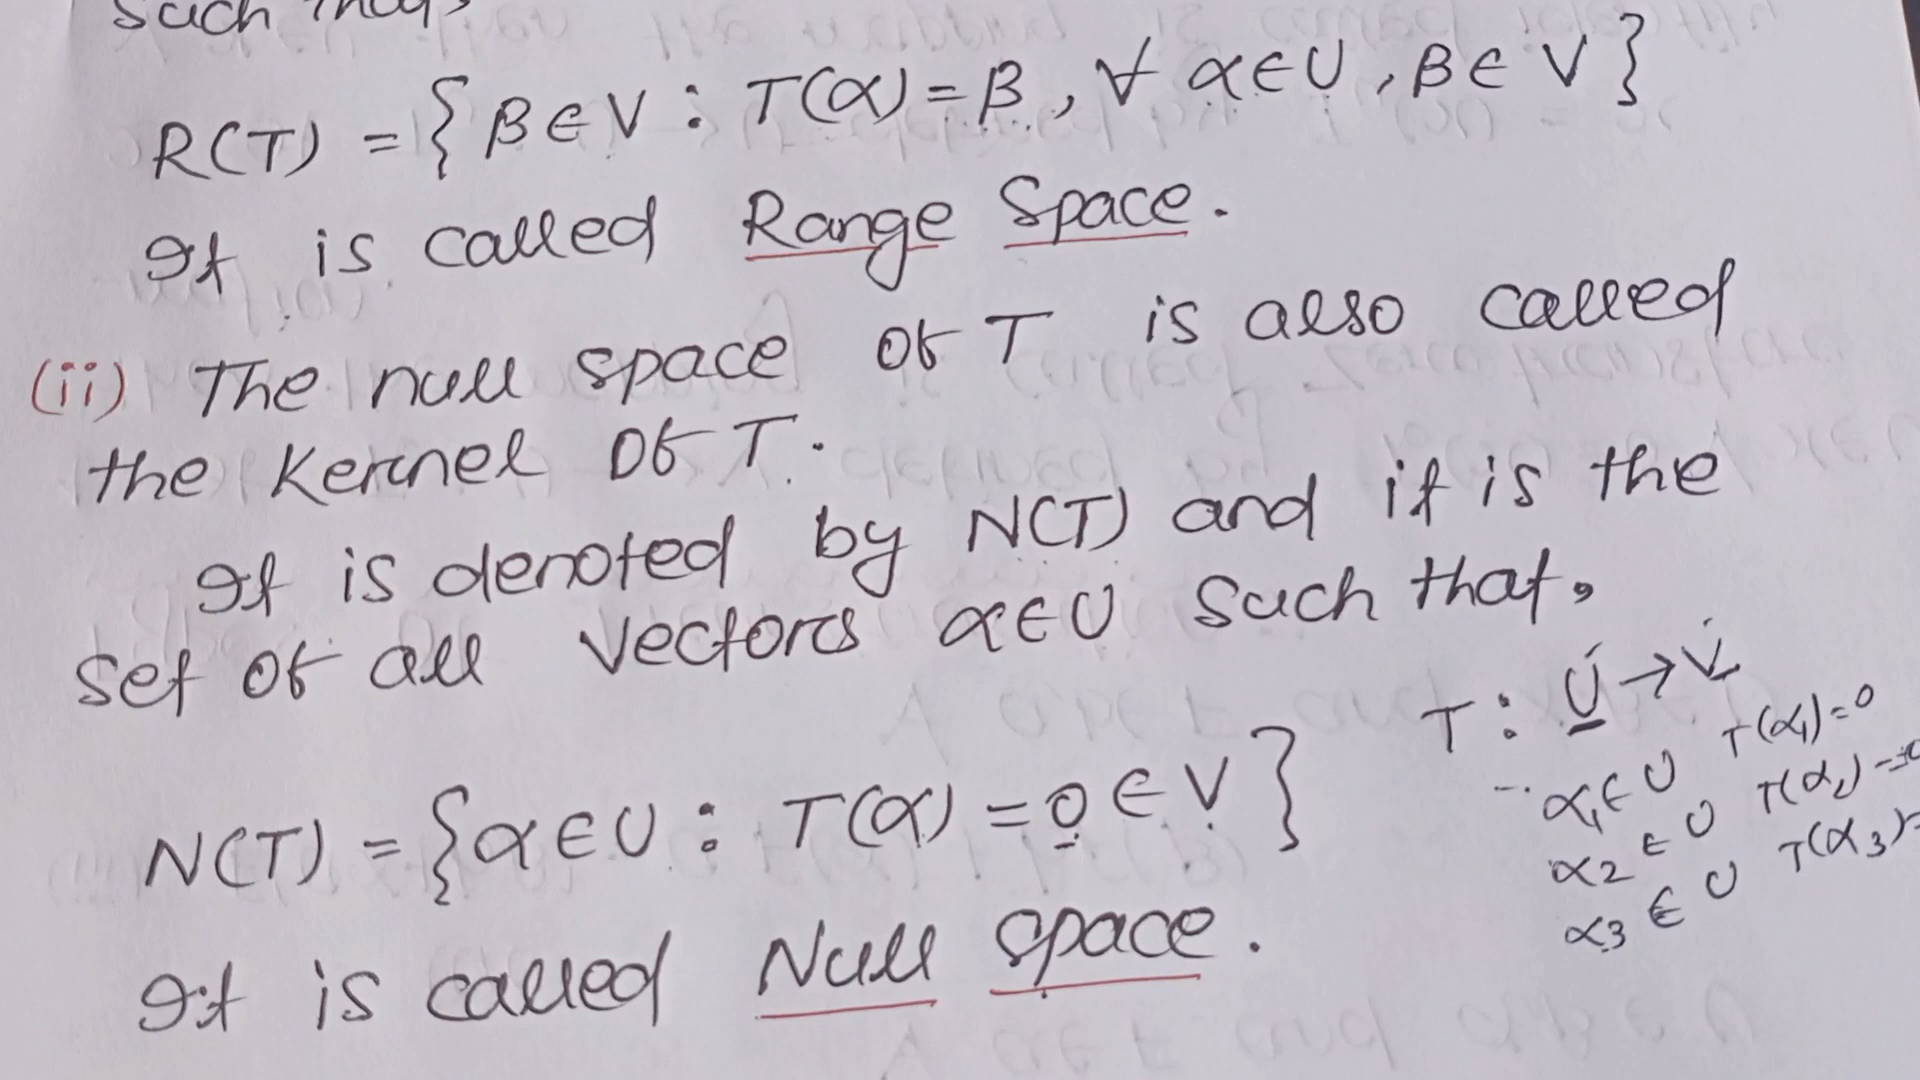 such that,
R(T) = { β ∈ V : T(α) = β, ∀ α ∈ U, β ∈ V }
It is called Range Space.
(ii) The null space of T is also called
the Kernel of T.
It is denoted by N(T) and it is the
set of all vectors α ∈ U such that,
T : U → V
N(T) = { α ∈ U : T(α) = 0 ∈ V }
α₁ ∈ U T(α₁) = 0
α2 ∈ U T(α₂)
α3 ∈ U T(α3) =
It is called Null space.